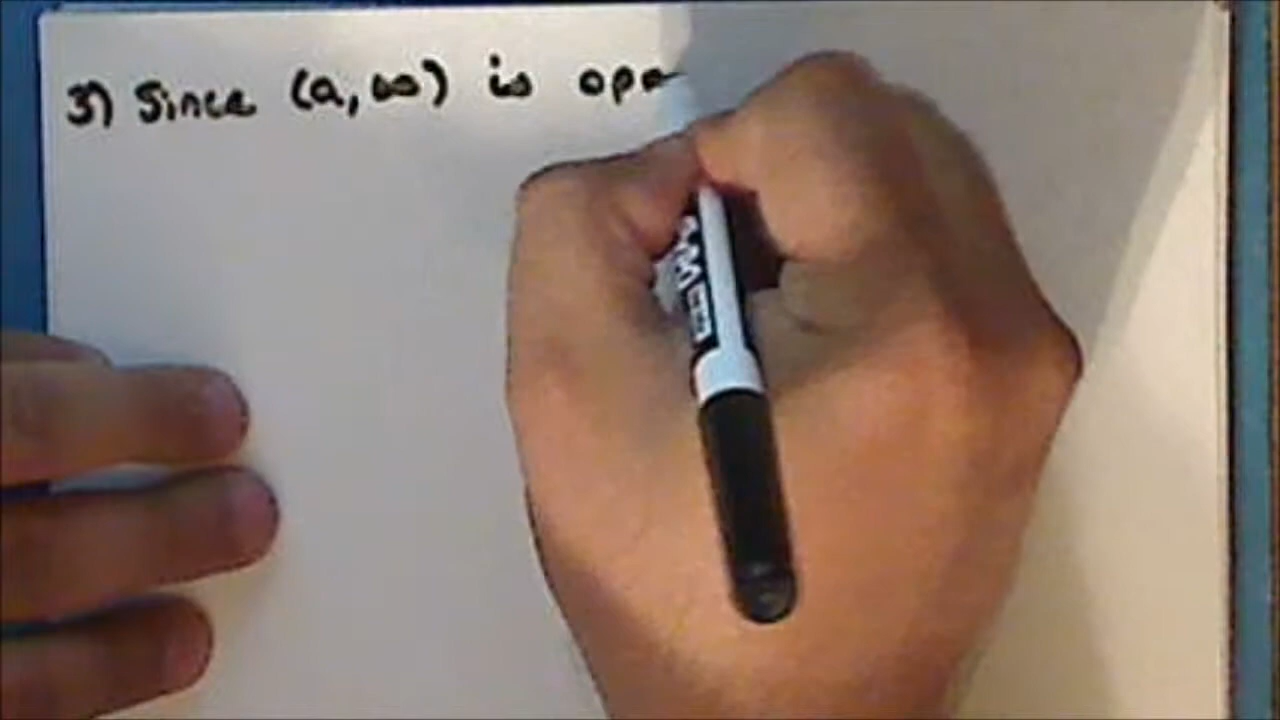 3) Since (a, ∞) is ope